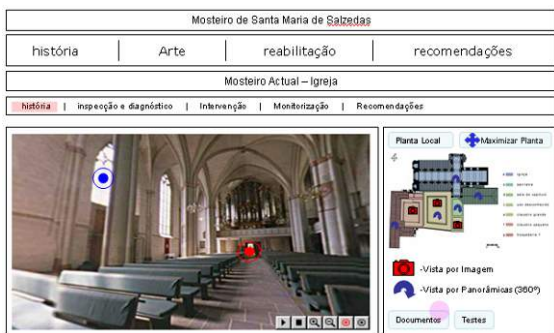 Mosteiro de Santa Maria de Salzedas
história | Arte | reabilitação | recomendações
Mosteiro Actual – Igreja
história | inspecção e diagnóstico | Intervenção | Monitorização | Recomendações
Planta Local Maximizar Planta
-Vista por Imagem
-Vista por Panorâmicas (360º)
Documentos Testes